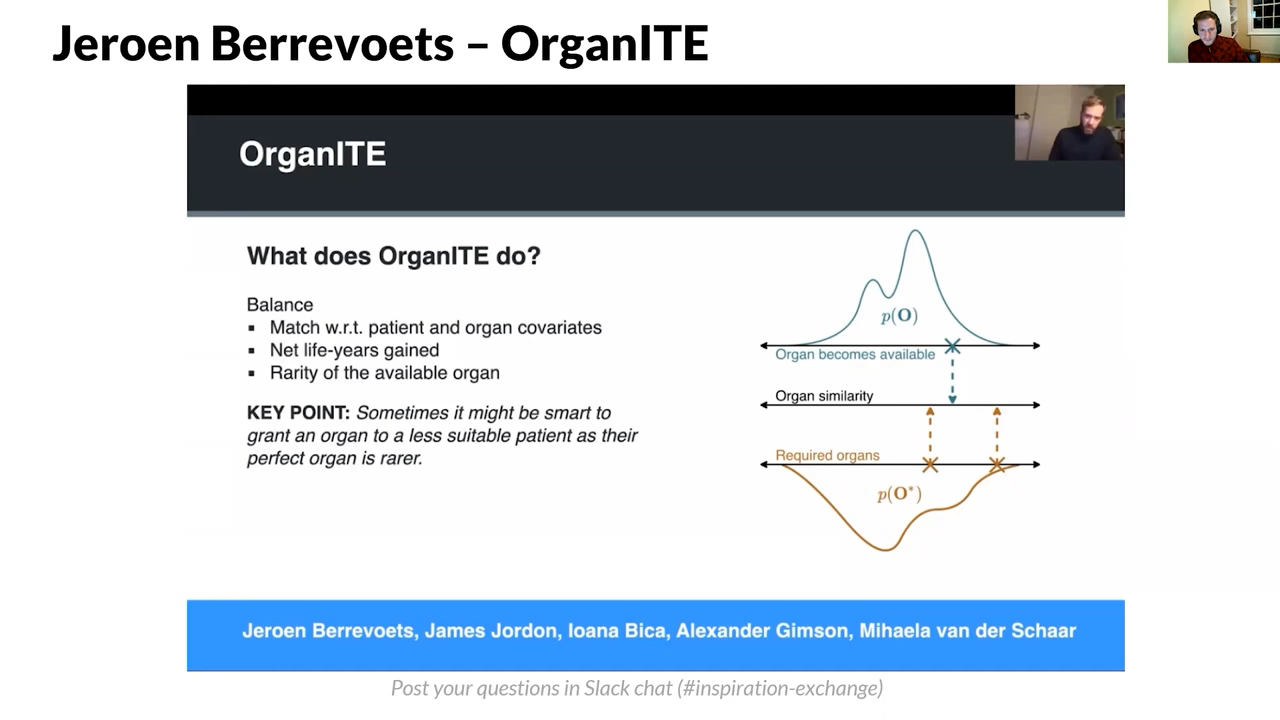 Jeroen Berrevoets – OrganITE
OrganITE
What does OrganITE do?
Balance
▪ Match w.r.t. patient and organ covariates
▪ Net life-years gained
▪ Rarity of the available organ
KEY POINT: Sometimes it might be smart to
grant an organ to a less suitable patient as their
perfect organ is rarer.
p(O)
Organ becomes available
Organ similarity
Required organs
p(O*)
Jeroen Berrevoets, James Jordon, Ioana Bica, Alexander Gimson, Mihaela van der Schaar
Post your questions in Slack chat (#inspiration-exchange)